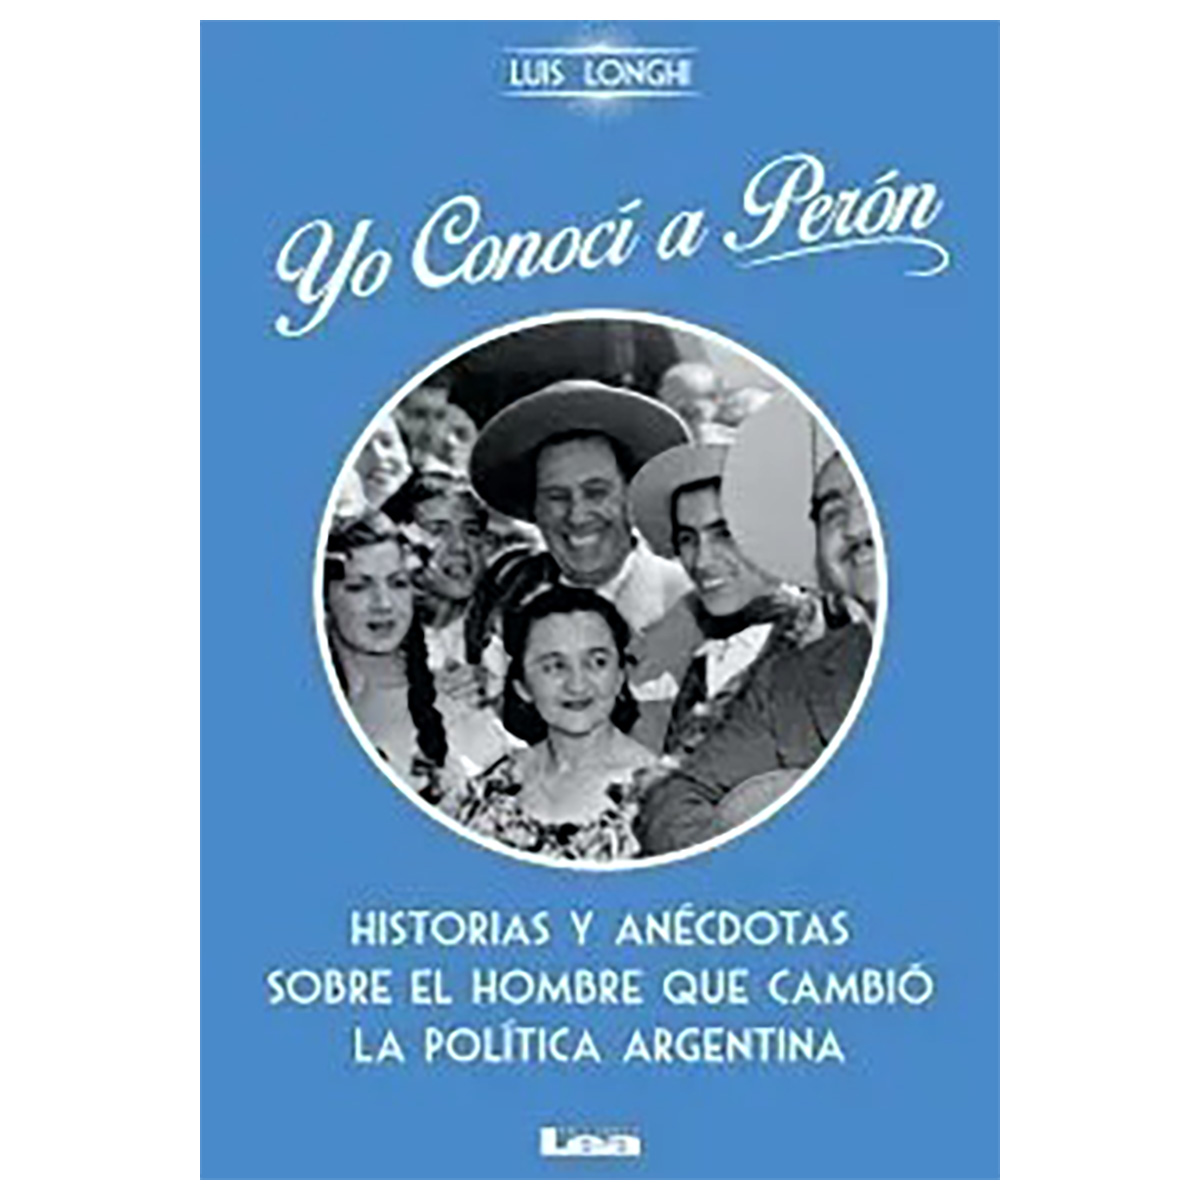 LUIS LONGHI
Yo Conocí a Perón
HISTORIAS Y ANÉCDOTAS
SOBRE EL HOMBRE QUE CAMBIÓ
LA POLÍTICA ARGENTINA
Lea